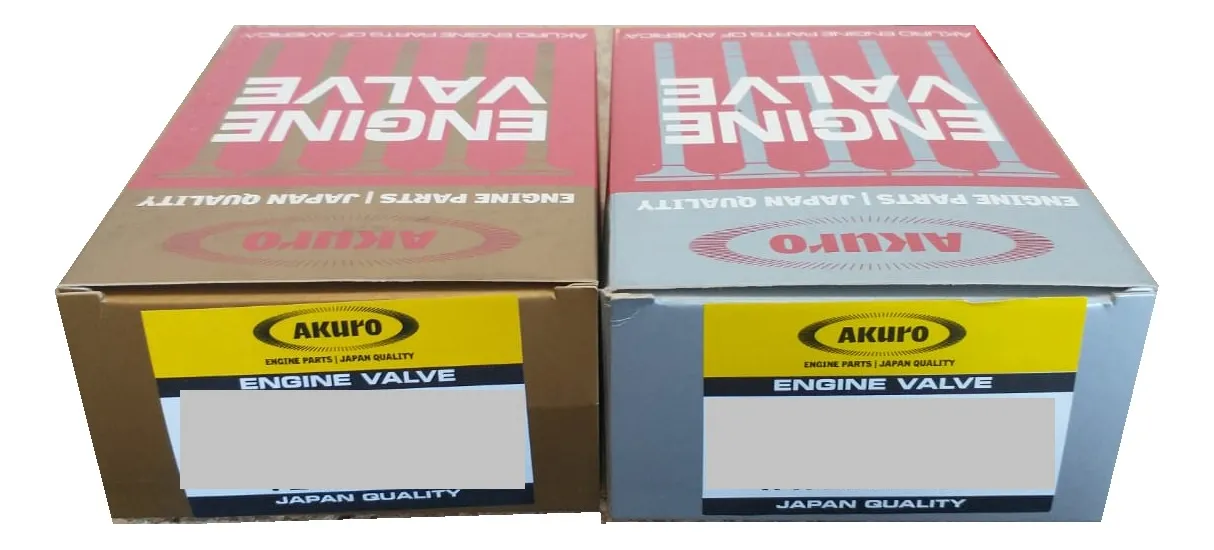 AKURO ENGINE PARTS OF AMERICA
ENGINE
VALVE
ENGINE PARTS | JAPAN QUALITY
AKuro
AKuro
ENGINE PARTS | JAPAN QUALITY
ENGINE VALVE
JAPAN QUALITY
AKURO ENGINE PARTS OF AMERICA
ENGINE
VALVE
ENGINE PARTS | JAPAN QUALITY
AKuro
AKuro
ENGINE PARTS | JAPAN QUALITY
ENGINE VALVE
JAPAN QUALITY